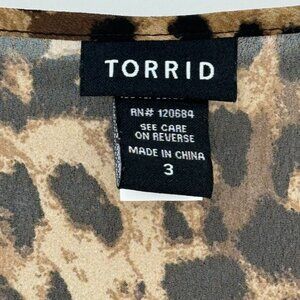 TORRID
RN# 120684
SEE CARE
ON REVERSE
MADE IN CHINA
3